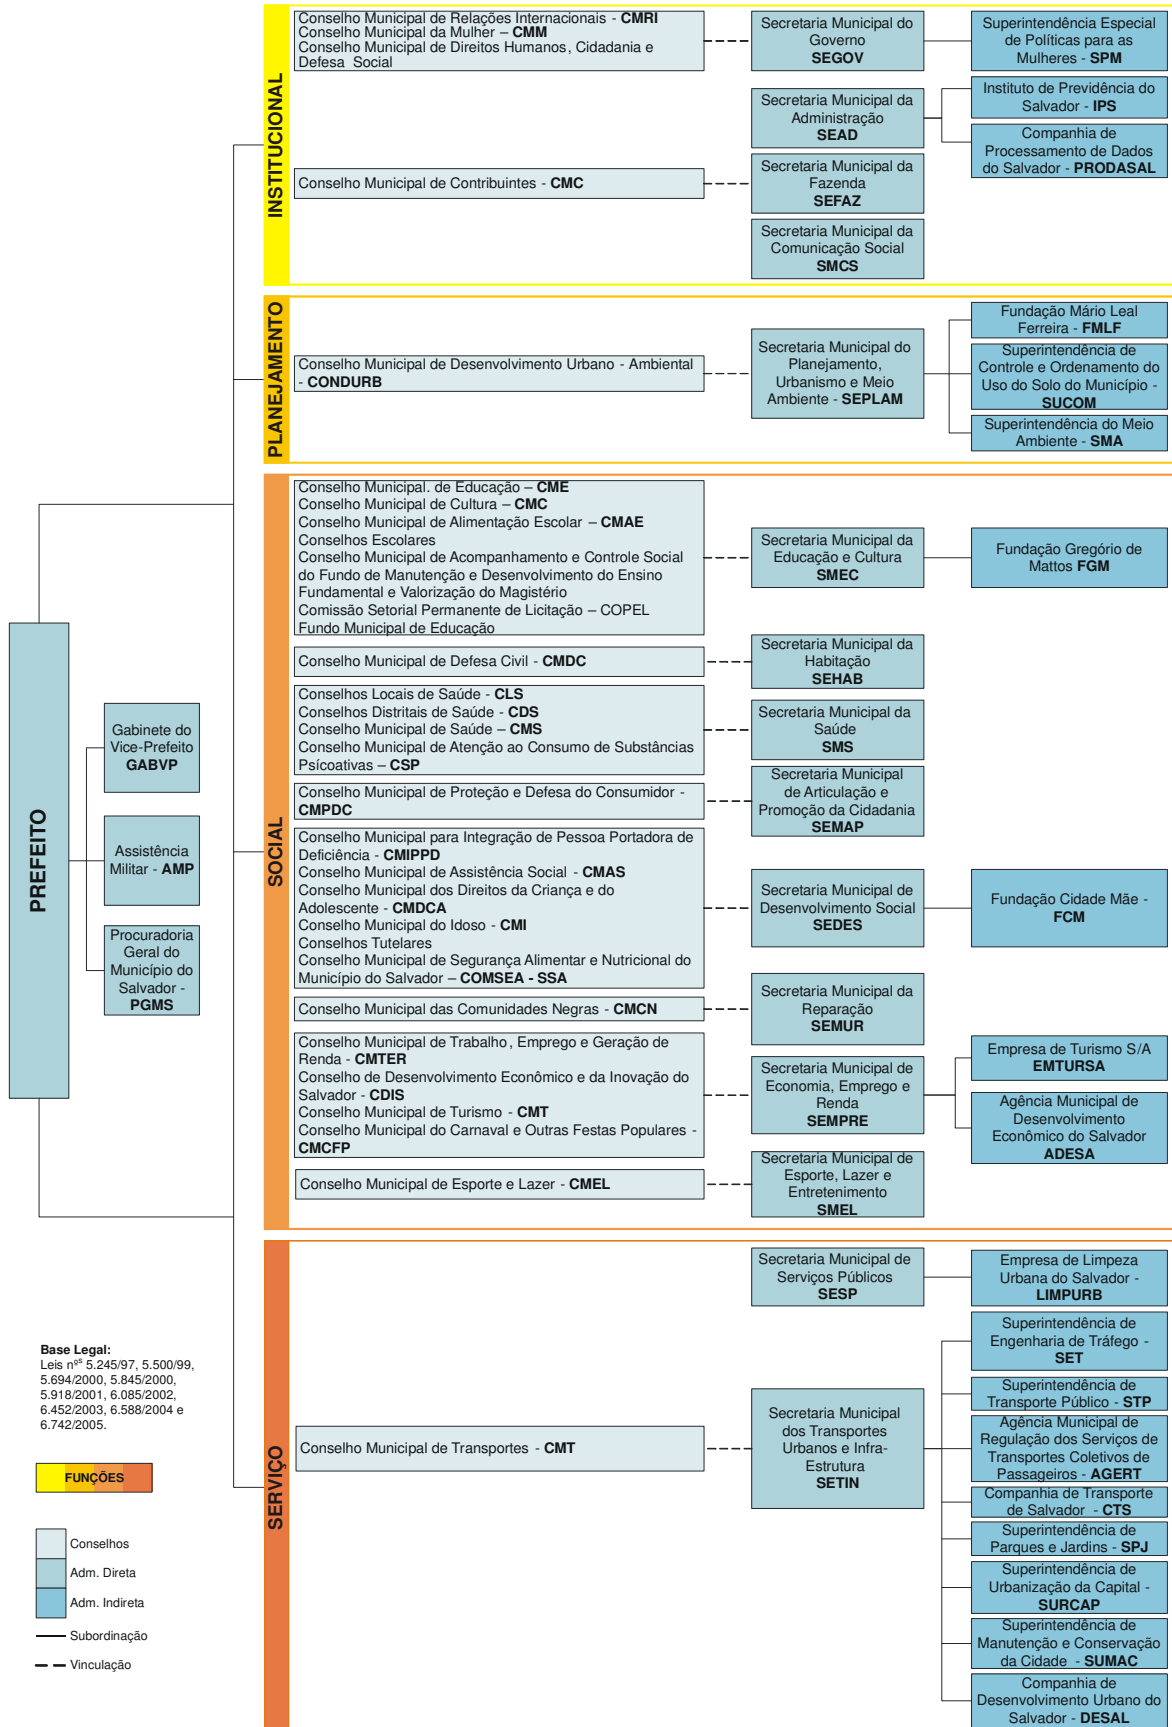 PREFEITO
Gabinete do
Vice-Prefeito
GABVP
Assistência
Militar - AMP
Procuradoria
Geral do
Município do
Salvador -
PGMS
INSTITUCIONAL
Conselho Municipal de Relações Internacionais - CMRI
Conselho Municipal da Mulher – CMM
Conselho Municipal de Direitos Humanos, Cidadania e
Defesa Social
Secretaria Municipal do
Governo
SEGOV
Superintendência Especial
de Políticas para as
Mulheres - SPM
Secretaria Municipal da
Administração
SEAD
Instituto de Previdência do
Salvador - IPS
Companhia de
Processamento de Dados
do Salvador - PRODASAL
Conselho Municipal de Contribuintes - CMC
Secretaria Municipal da
Fazenda
SEFAZ
Secretaria Municipal da
Comunicação Social
SMCS
PLANEJAMENTO
Conselho Municipal de Desenvolvimento Urbano - Ambiental
- CONDURB
Secretaria Municipal do
Planejamento,
Urbanismo e Meio
Ambiente - SEPLAM
Fundação Mário Leal
Ferreira - FMLF
Superintendência de
Controle e Ordenamento do
Uso do Solo do Município -
SUCOM
Superintendência do Meio
Ambiente - SMA
SOCIAL
Conselho Municipal. de Educação – CME
Conselho Municipal de Cultura – CMC
Conselho Municipal de Alimentação Escolar – CMAE
Conselhos Escolares
Conselho Municipal de Acompanhamento e Controle Social
do Fundo de Manutenção e Desenvolvimento do Ensino
Fundamental e Valorização do Magistério
Comissão Setorial Permanente de Licitação – COPEL
Fundo Municipal de Educação
Secretaria Municipal da
Educação e Cultura
SMEC
Fundação Gregório de
Mattos FGM
Conselho Municipal de Defesa Civil - CMDC
Secretaria Municipal da
Habitação
SEHAB
Conselhos Locais de Saúde - CLS
Conselhos Distritais de Saúde - CDS
Conselho Municipal de Saúde – CMS
Conselho Municipal de Atenção ao Consumo de Substâncias
Psícoativas – CSP
Secretaria Municipal da
Saúde
SMS
Conselho Municipal de Proteção e Defesa do Consumidor -
CMPDC
Secretaria Municipal
de Articulação e
Promoção da Cidadania
SEMAP
Conselho Municipal para Integração de Pessoa Portadora de
Deficiência - CMIPPD
Conselho Municipal de Assistência Social - CMAS
Conselho Municipal dos Direitos da Criança e do
Adolescente - CMDCA
Conselho Municipal do Idoso - CMI
Conselhos Tutelares
Conselho Municipal de Segurança Alimentar e Nutricional do
Município do Salvador – COMSEA - SSA
Secretaria Municipal de
Desenvolvimento Social
SEDES
Fundação Cidade Mãe -
FCM
Conselho Municipal das Comunidades Negras - CMCN
Secretaria Municipal da
Reparação
SEMUR
Conselho Municipal de Trabalho, Emprego e Geração de
Renda - CMTER
Conselho de Desenvolvimento Econômico e da Inovação do
Salvador - CDIS
Conselho Municipal de Turismo - CMT
Conselho Municipal do Carnaval e Outras Festas Populares -
CMCFP
Secretaria Municipal de
Economia, Emprego e
Renda
SEMPRE
Empresa de Turismo S/A
EMTURSA
Agência Municipal de
Desenvolvimento
Econômico do Salvador
ADESA
Conselho Municipal de Esporte e Lazer - CMEL
Secretaria Municipal de
Esporte, Lazer e
Entretenimento
SMEL
SERVIÇO
Secretaria Municipal de
Serviços Públicos
SESP
Empresa de Limpeza
Urbana do Salvador -
LIMPURB
Conselho Municipal de Transportes - CMT
Secretaria Municipal
dos Transportes
Urbanos e Infra-
Estrutura
SETIN
Superintendência de
Engenharia de Tráfego -
SET
Superintendência de
Transporte Público - STP
Agência Municipal de
Regulação dos Serviços de
Transportes Coletivos de
Passageiros - AGERT
Companhia de Transporte
de Salvador - CTS
Superintendência de
Parques e Jardins - SPJ
Superintendência de
Urbanização da Capital -
SURCAP
Superintendência de
Manutenção e Conservação
da Cidade - SUMAC
Companhia de
Desenvolvimento Urbano do
Salvador - DESAL
Base Legal:
Leis nºs 5.245/97, 5.500/99,
5.694/2000, 5.845/2000,
5.918/2001, 6.085/2002,
6.452/2003, 6.588/2004 e
6.742/2005.
FUNÇÕES
Conselhos
Adm. Direta
Adm. Indireta
Subordinação
Vinculação